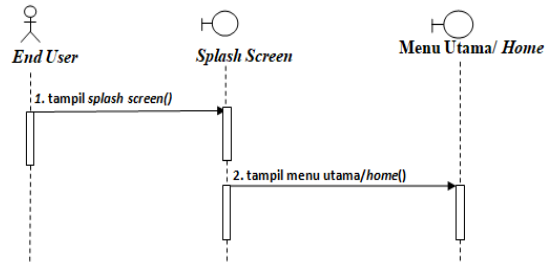 End User
Splash Screen
Menu Utama/ Home
1. tampil splash screen()
2. tampil menu utama/home()